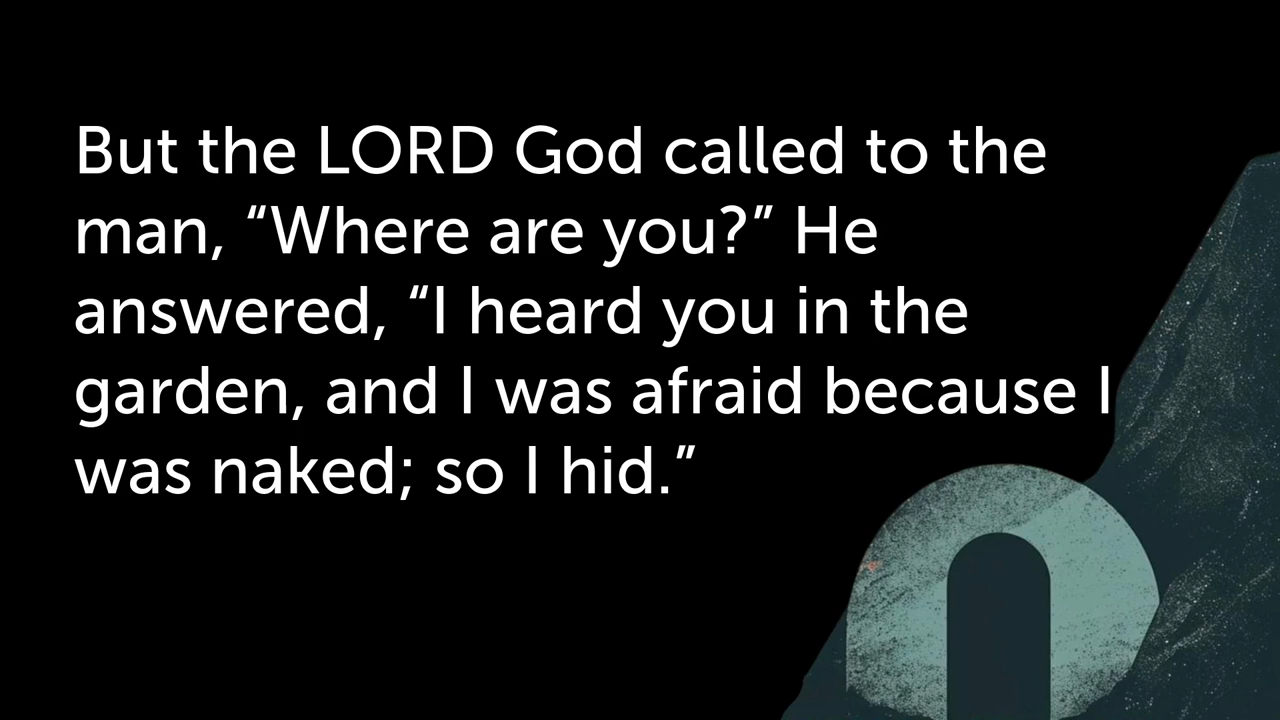 But the LORD God called to the
man, “Where are you?” He
answered, “I heard you in the
garden, and I was afraid because I
was naked; so I hid.”